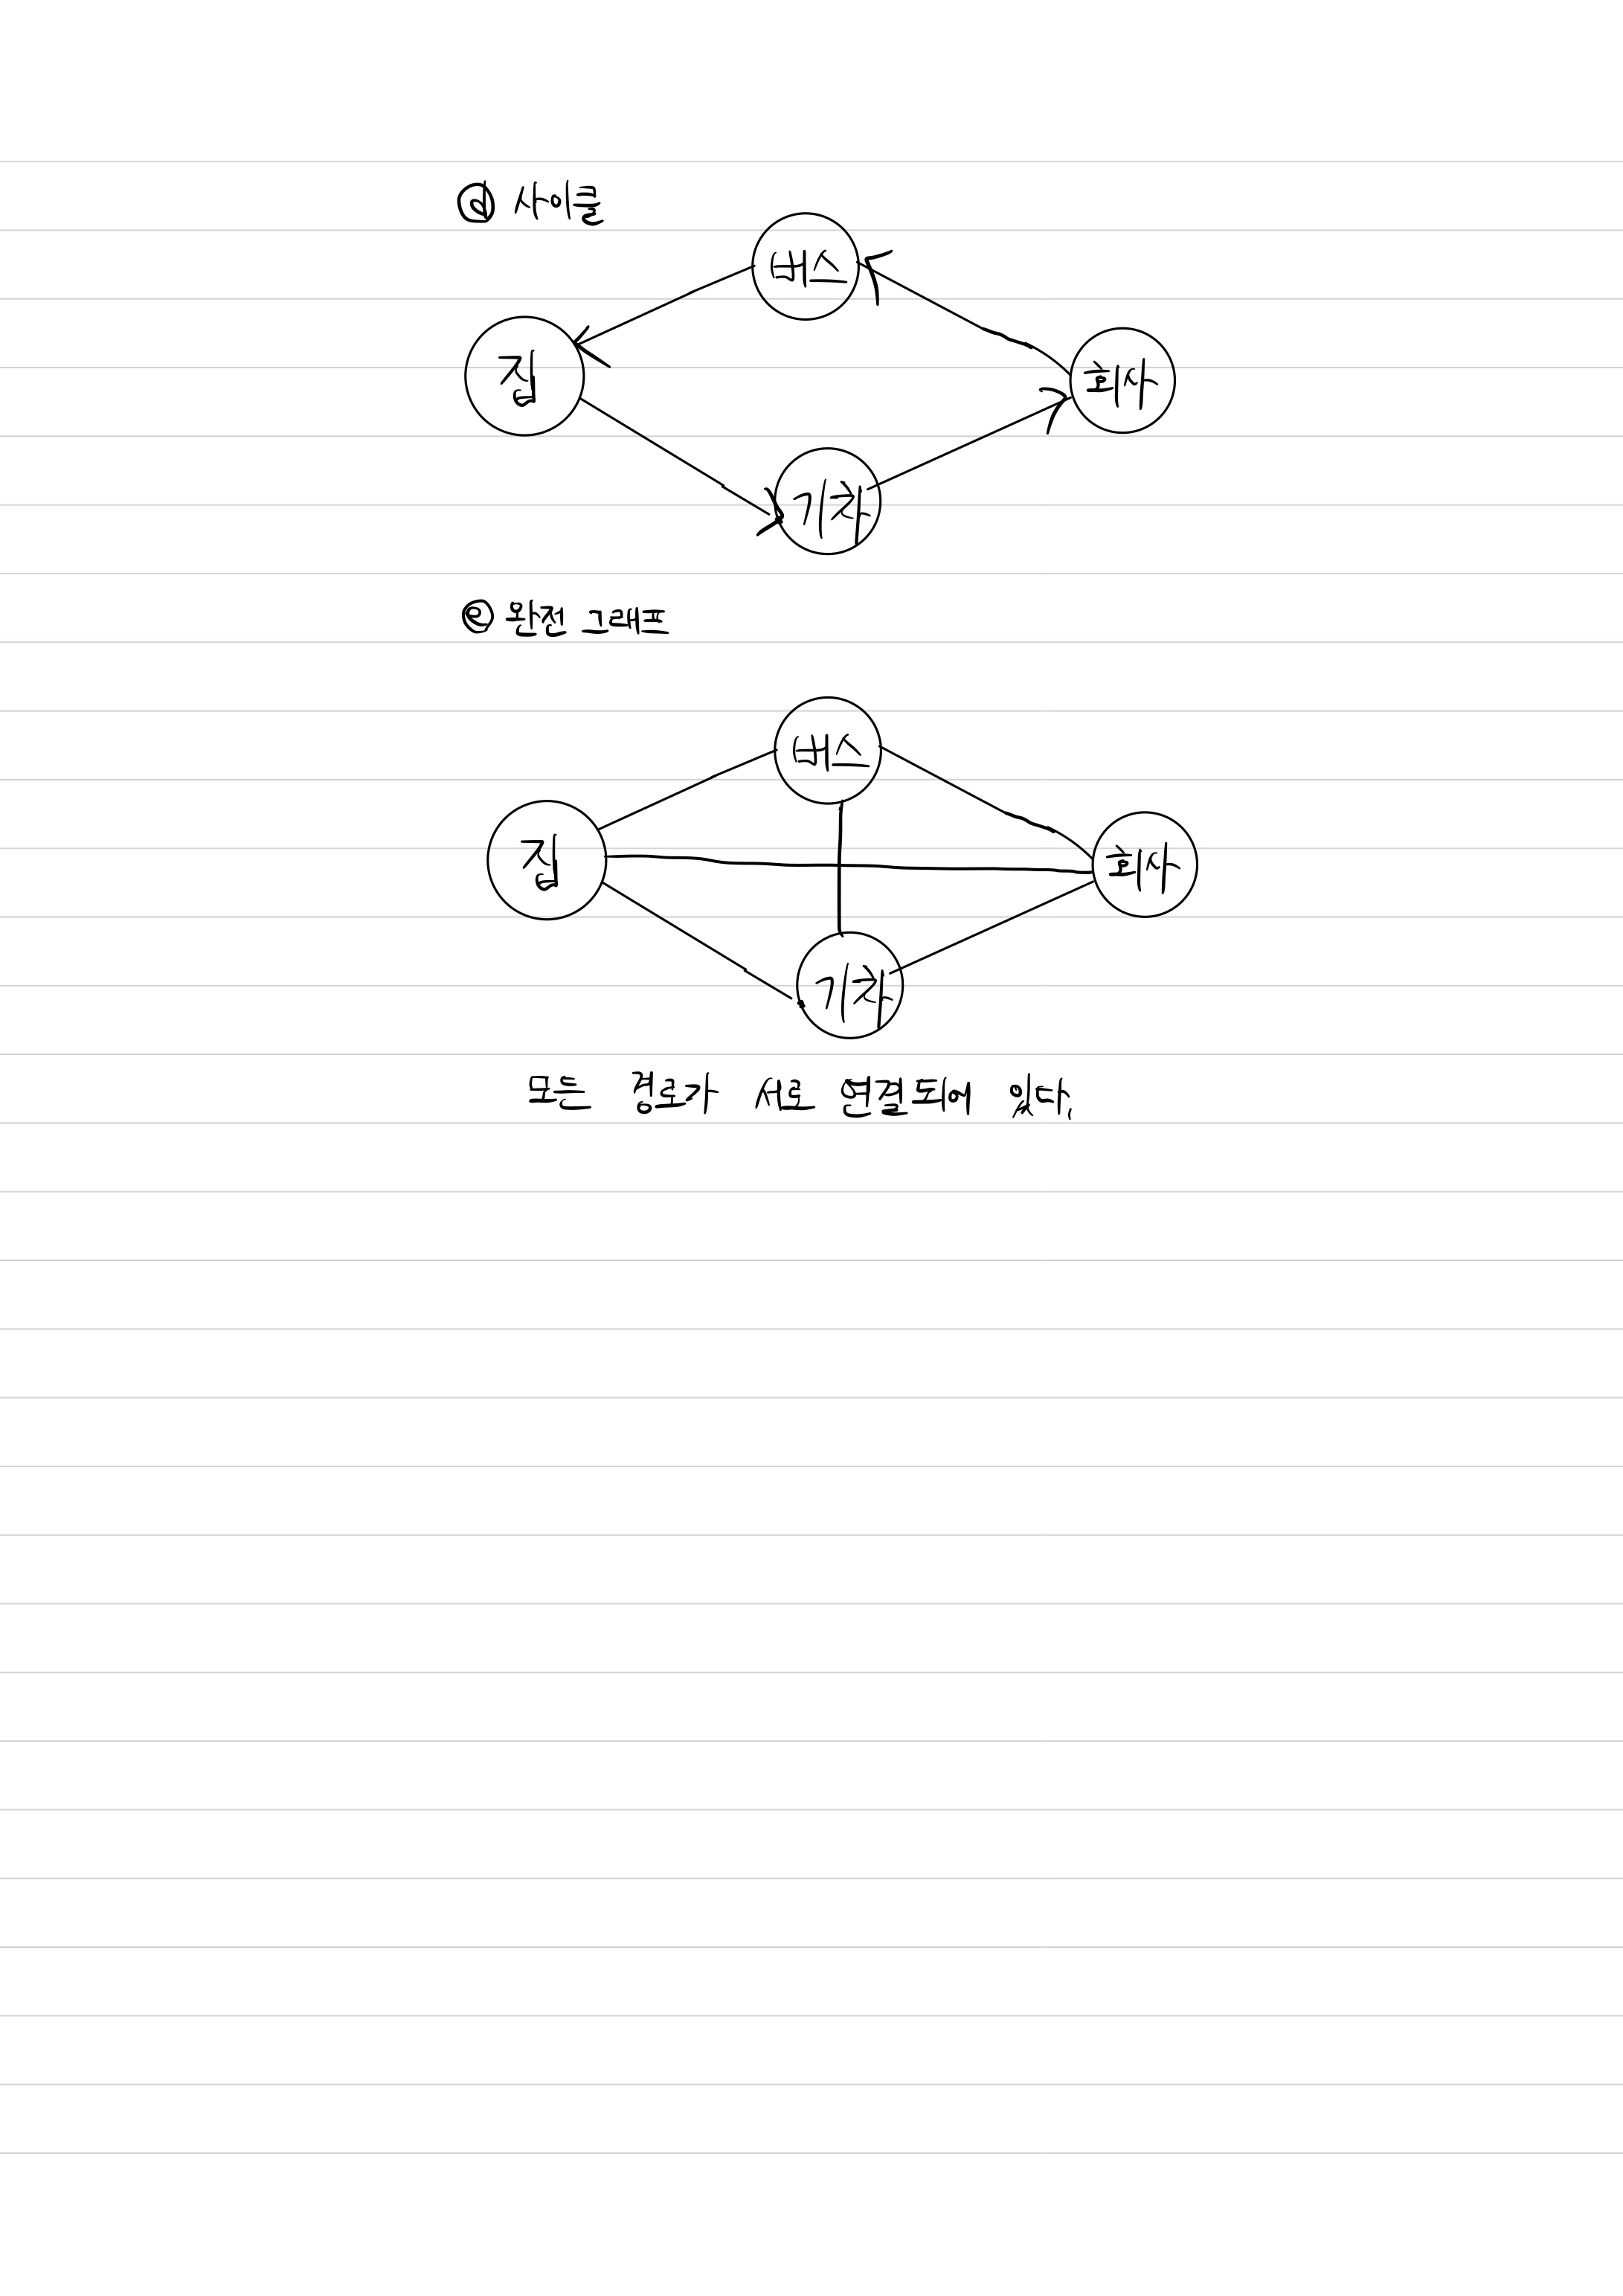 ⓓ 사이클
버스
집
회사
기차
ⓔ 완전 그래프
버스
집
회사
기차
모든 경로가 서로 연결되에 있다.